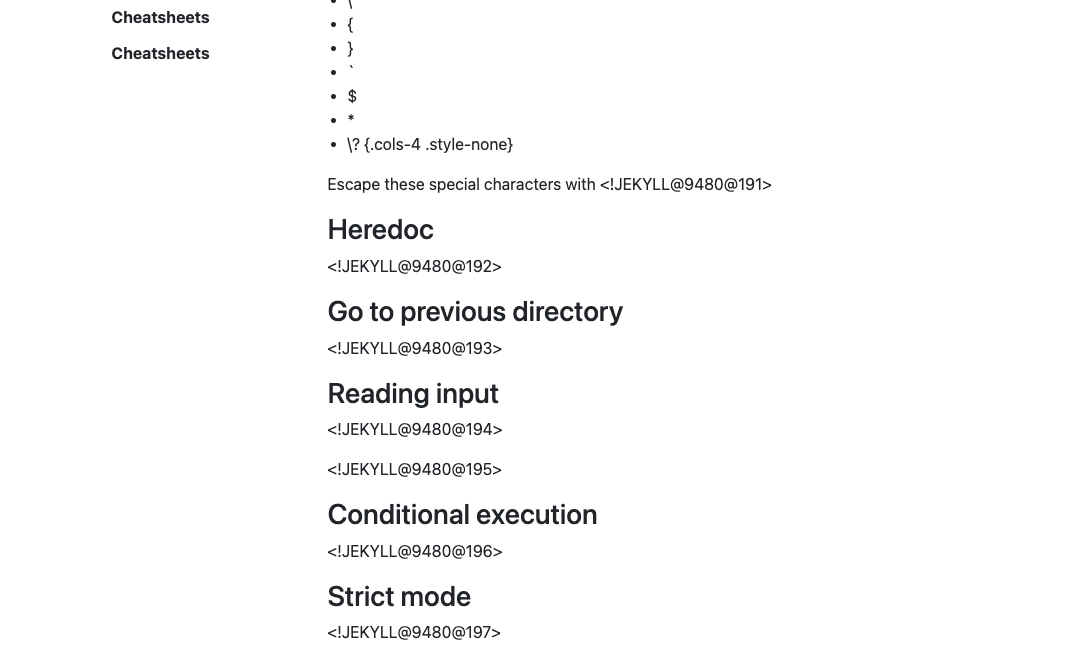 Cheatsheets
Cheatsheets
\
{
}
`
$
*
\? {.cols-4 .style-none}
Escape these special characters with <!JEKYLL@9480@191>
Heredoc
<!JEKYLL@9480@192>
Go to previous directory
<!JEKYLL@9480@193>
Reading input
<!JEKYLL@9480@194>
<!JEKYLL@9480@195>
Conditional execution
<!JEKYLL@9480@196>
Strict mode
<!JEKYLL@9480@197>